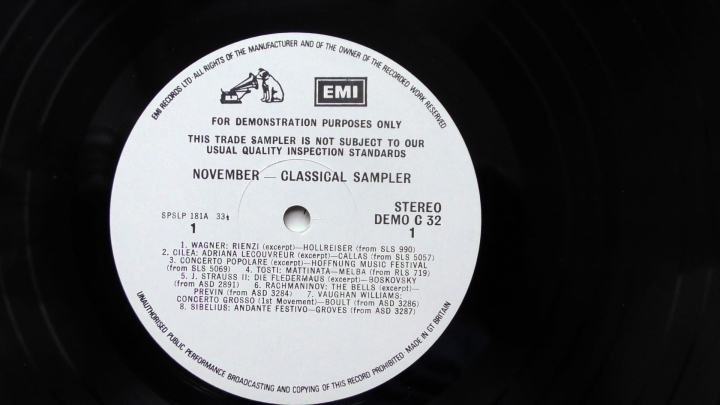 EMI RECORDS LTD · ALL RIGHTS OF THE MANUFACTURER AND OF THE OWNER OF THE RECORDED WORK RESERVED
EMI
FOR DEMONSTRATION PURPOSES ONLY
THIS TRADE SAMPLER IS NOT SUBJECT TO OUR
USUAL QUALITY INSPECTION STANDARDS
NOVEMBER — CLASSICAL SAMPLER
SPSLP 181A 33⅓
1
STEREO
DEMO C 32
1
1. WAGNER: RIENZI (excerpt)—HOLLREISER (from SLS 990)
2. CILEA: ADRIANA LECOUVREUR (excerpt)—CALLAS (from SLS 5057)
3. CONCERTO POPOLARE (excerpt)—HOFFNUNG MUSIC FESTIVAL
(from SLS 5069) 4. TOSTI: MATTINATA—MELBA (from RLS 719)
5. J. STRAUSS II: DIE FLEDERMAUS (excerpt)—BOSKOVSKY
(from ASD 2891) 6. RACHMANINOV: THE BELLS (excerpt)—
PREVIN (from ASD 3284) 7. VAUGHAN WILLIAMS:
CONCERTO GROSSO (1st Movement)—BOULT (from ASD 3286)
8. SIBELIUS: ANDANTE FESTIVO—GROVES (from ASD 3287)
UNAUTHORISED PUBLIC PERFORMANCE BROADCASTING AND COPYING OF THIS RECORD PROHIBITED · MADE IN GT BRITAIN